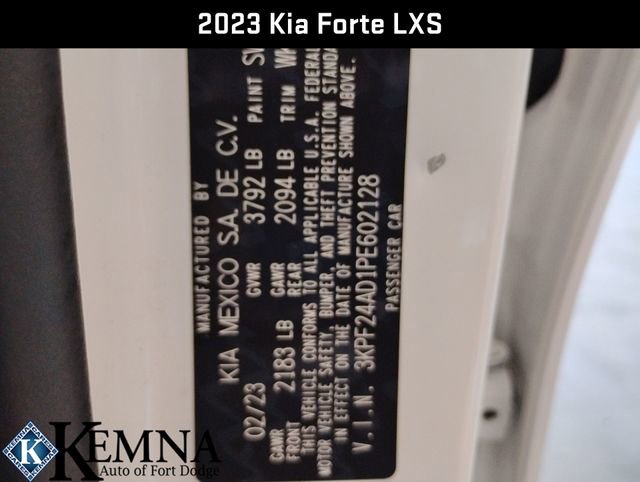 2023 Kia Forte LXS
MANUFACTURED BY
KIA MEXICO S.A. DE C.V.
02/23 GVWR 3792 LB PAINT
GAWR FRONT 2183 LB GAWR REAR 2094 LB TRIM
THIS VEHICLE CONFORMS TO ALL APPLICABLE U.S.A. FEDERAL
MOTOR VEHICLE SAFETY, BUMPER, AND THEFT PREVENTION STANDA
IN EFFECT ON THE DATE OF MANUFACTURE SHOWN ABOVE.
V.I.N. 3KPF24AD1PE602128
PASSENGER CAR
K
KEMNA
Auto of Fort Dodge